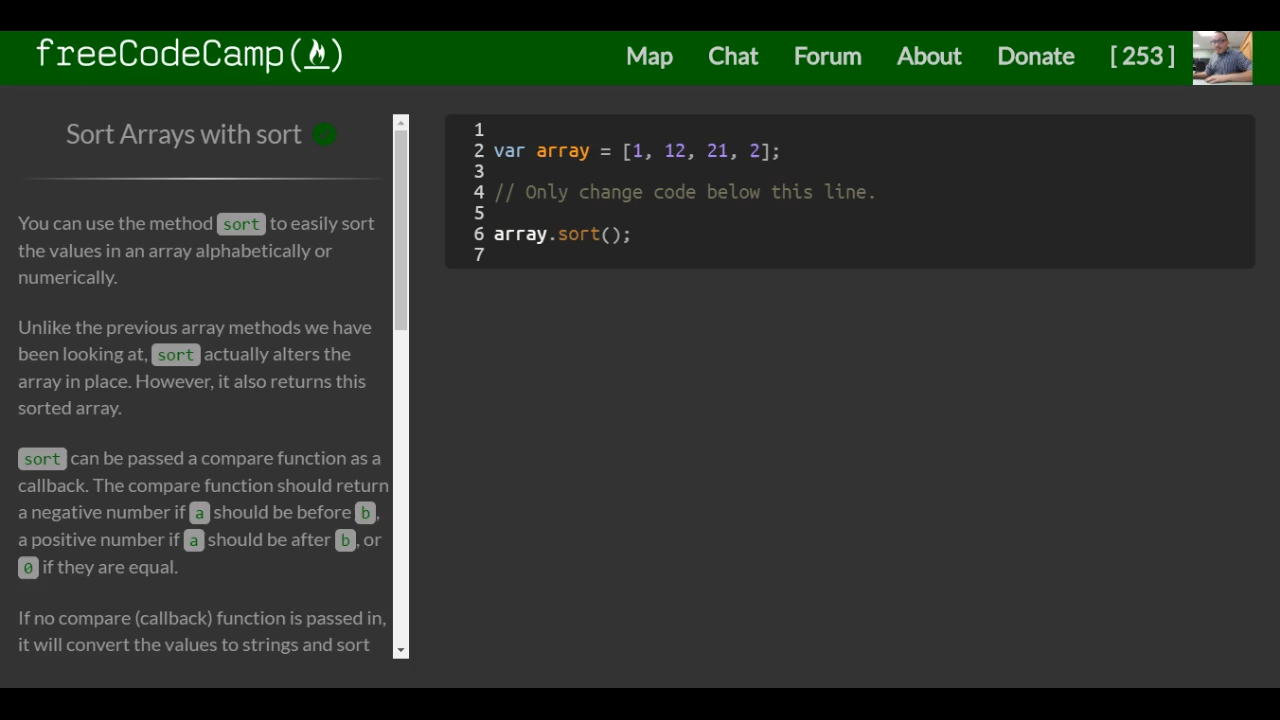 freeCodeCamp(🔥)
Map Chat Forum About Donate [ 253 ]
Sort Arrays with sort
You can use the method sort to easily sort
the values in an array alphabetically or
numerically.
Unlike the previous array methods we have
been looking at, sort actually alters the
array in place. However, it also returns this
sorted array.
sort can be passed a compare function as a
callback. The compare function should return
a negative number if a should be before b,
a positive number if a should be after b, or
0 if they are equal.
If no compare (callback) function is passed in,
it will convert the values to strings and sort
1
2 var array = [1, 12, 21, 2];
3
4 // Only change code below this line.
5
6 array.sort();
7